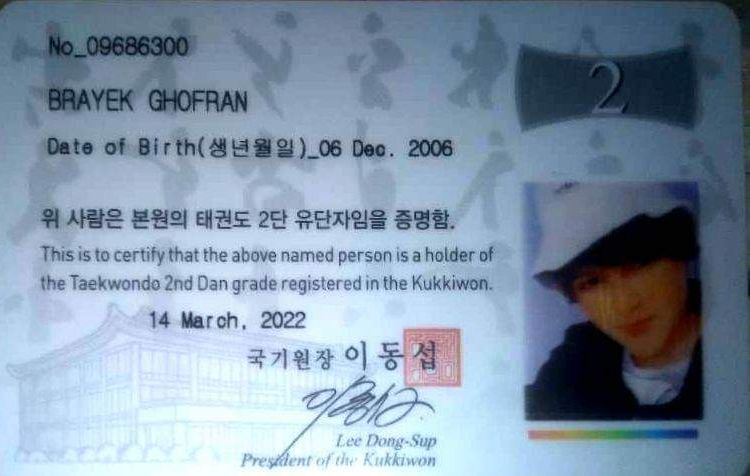 No_09686300
2
BRAYEK GHOFRAN
Date of Birth(생년월일)_06 Dec. 2006
위 사람은 본원의 태권도 2단 유단자임을 증명함.
This is to certify that the above named person is a holder of
the Taekwondo 2nd Dan grade registered in the Kukkiwon.
14 March, 2022
국기원장 이동섭
Lee Dong-Sup
President of the Kukkiwon